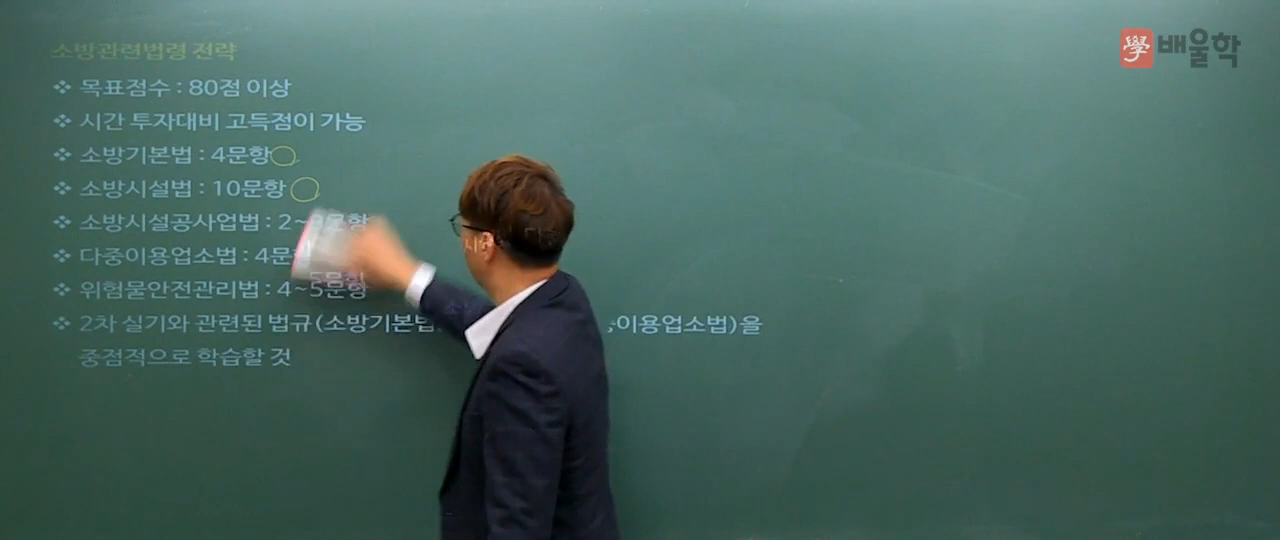 學 배울학
소방관련법령 전략
❖ 목표점수 : 80점 이상
❖ 시간 투자대비 고득점이 가능
❖ 소방기본법 : 4문항
❖ 소방시설법 : 10문항
❖ 소방시설공사업법 : 2~
❖ 다중이용업소법 : 4문
❖ 위험물안전관리법 : 4~5문항
❖ 2차 실기와 관련된 법규(소방기본법 이용업소법)을
중점적으로 학습할 것